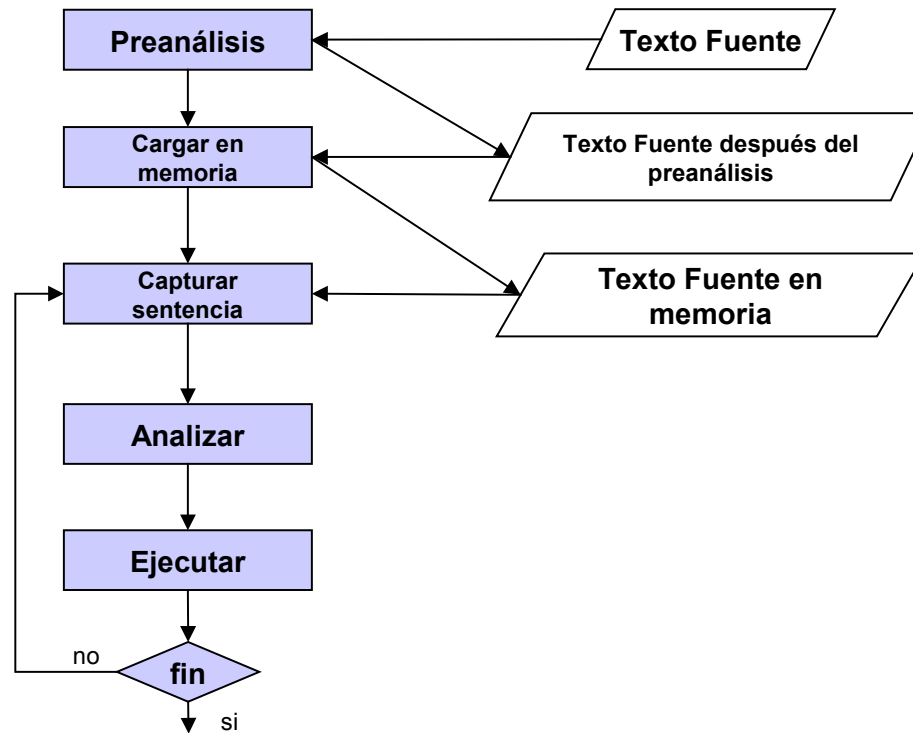 Preanálisis
Texto Fuente
Cargar en
memoria
Texto Fuente después del
preanálisis
Capturar
sentencia
Texto Fuente en
memoria
Analizar
Ejecutar
no
fin
si